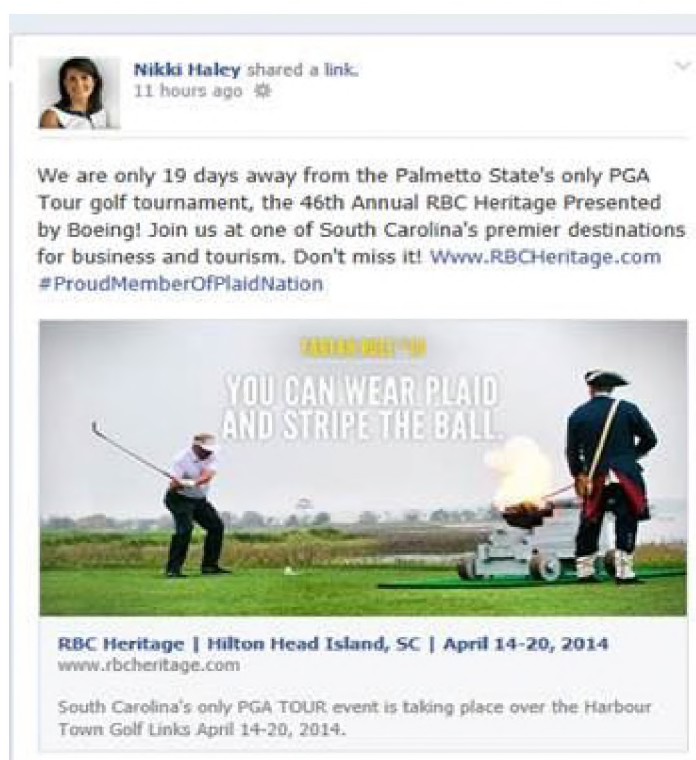 Nikki Haley shared a link.
11 hours ago
We are only 19 days away from the Palmetto State's only PGA
Tour golf tournament, the 46th Annual RBC Heritage Presented
by Boeing! Join us at one of South Carolina's premier destinations
for business and tourism. Don't miss it! Www.RBCHeritage.com
#ProudMemberOfPlaidNation
YOU CAN WEAR PLAID
AND STRIPE THE BALL.
RBC Heritage | Hilton Head Island, SC | April 14-20, 2014
www.rbcheritage.com
South Carolina's only PGA TOUR event is taking place over the Harbour
Town Golf Links April 14-20, 2014.